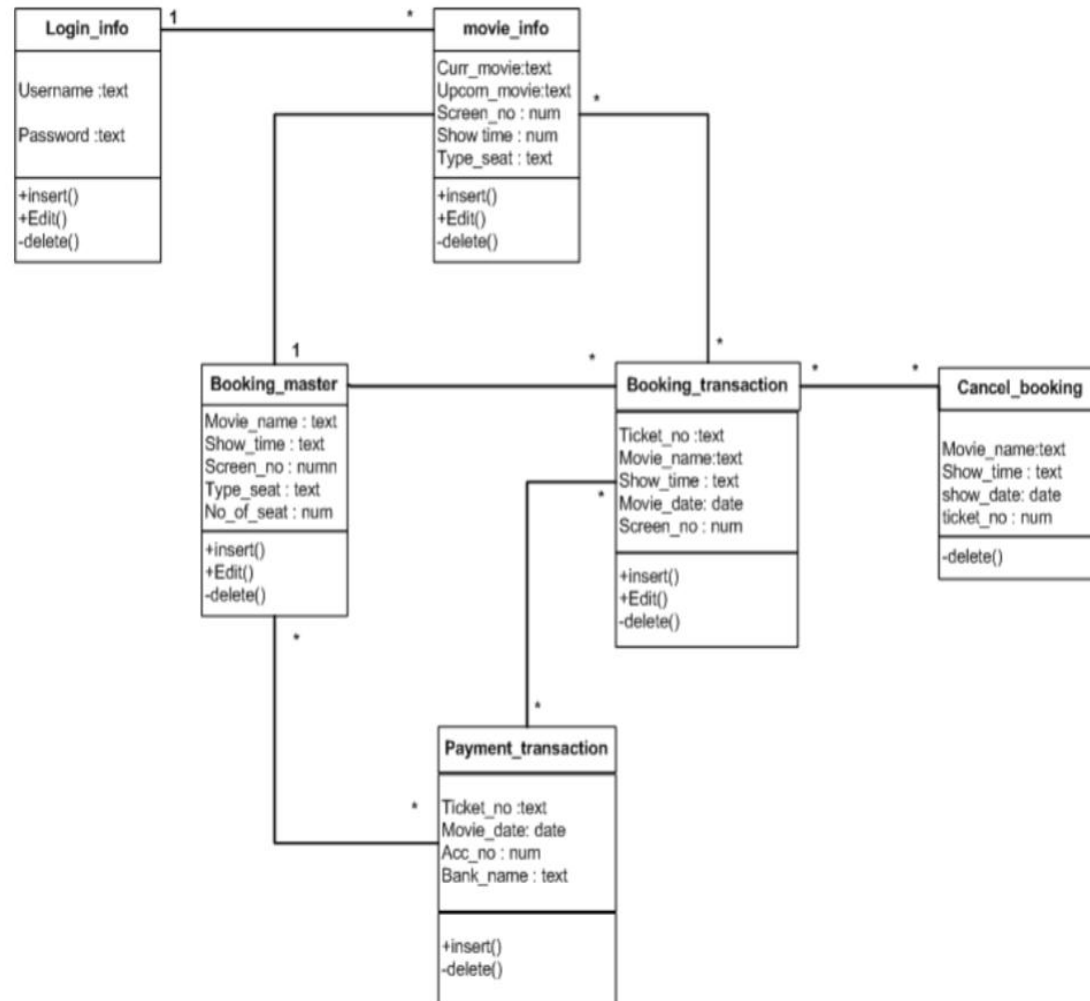 Login_info
Username :text
Password :text
+insert()
+Edit()
-delete()
1
*
movie_info
Curr_movie:text
Upcom_movie:text
Screen_no : num
Show time : num
Type_seat : text
+insert()
+Edit()
-delete()
*
*
1
Booking_master
Movie_name : text
Show_time : text
Screen_no : numn
Type_seat : text
No_of_seat : num
+insert()
+Edit()
-delete()
*
*
Booking_transaction
Ticket_no :text
Movie_name:text
Show_time : text
Movie_date: date
Screen_no : num
+insert()
+Edit()
-delete()
*
*
*
Cancel_booking
Movie_name:text
Show_time : text
show_date: date
ticket_no : num
-delete()
*
*
Payment_transaction
Ticket_no :text
Movie_date: date
Acc_no : num
Bank_name : text
+insert()
-delete()